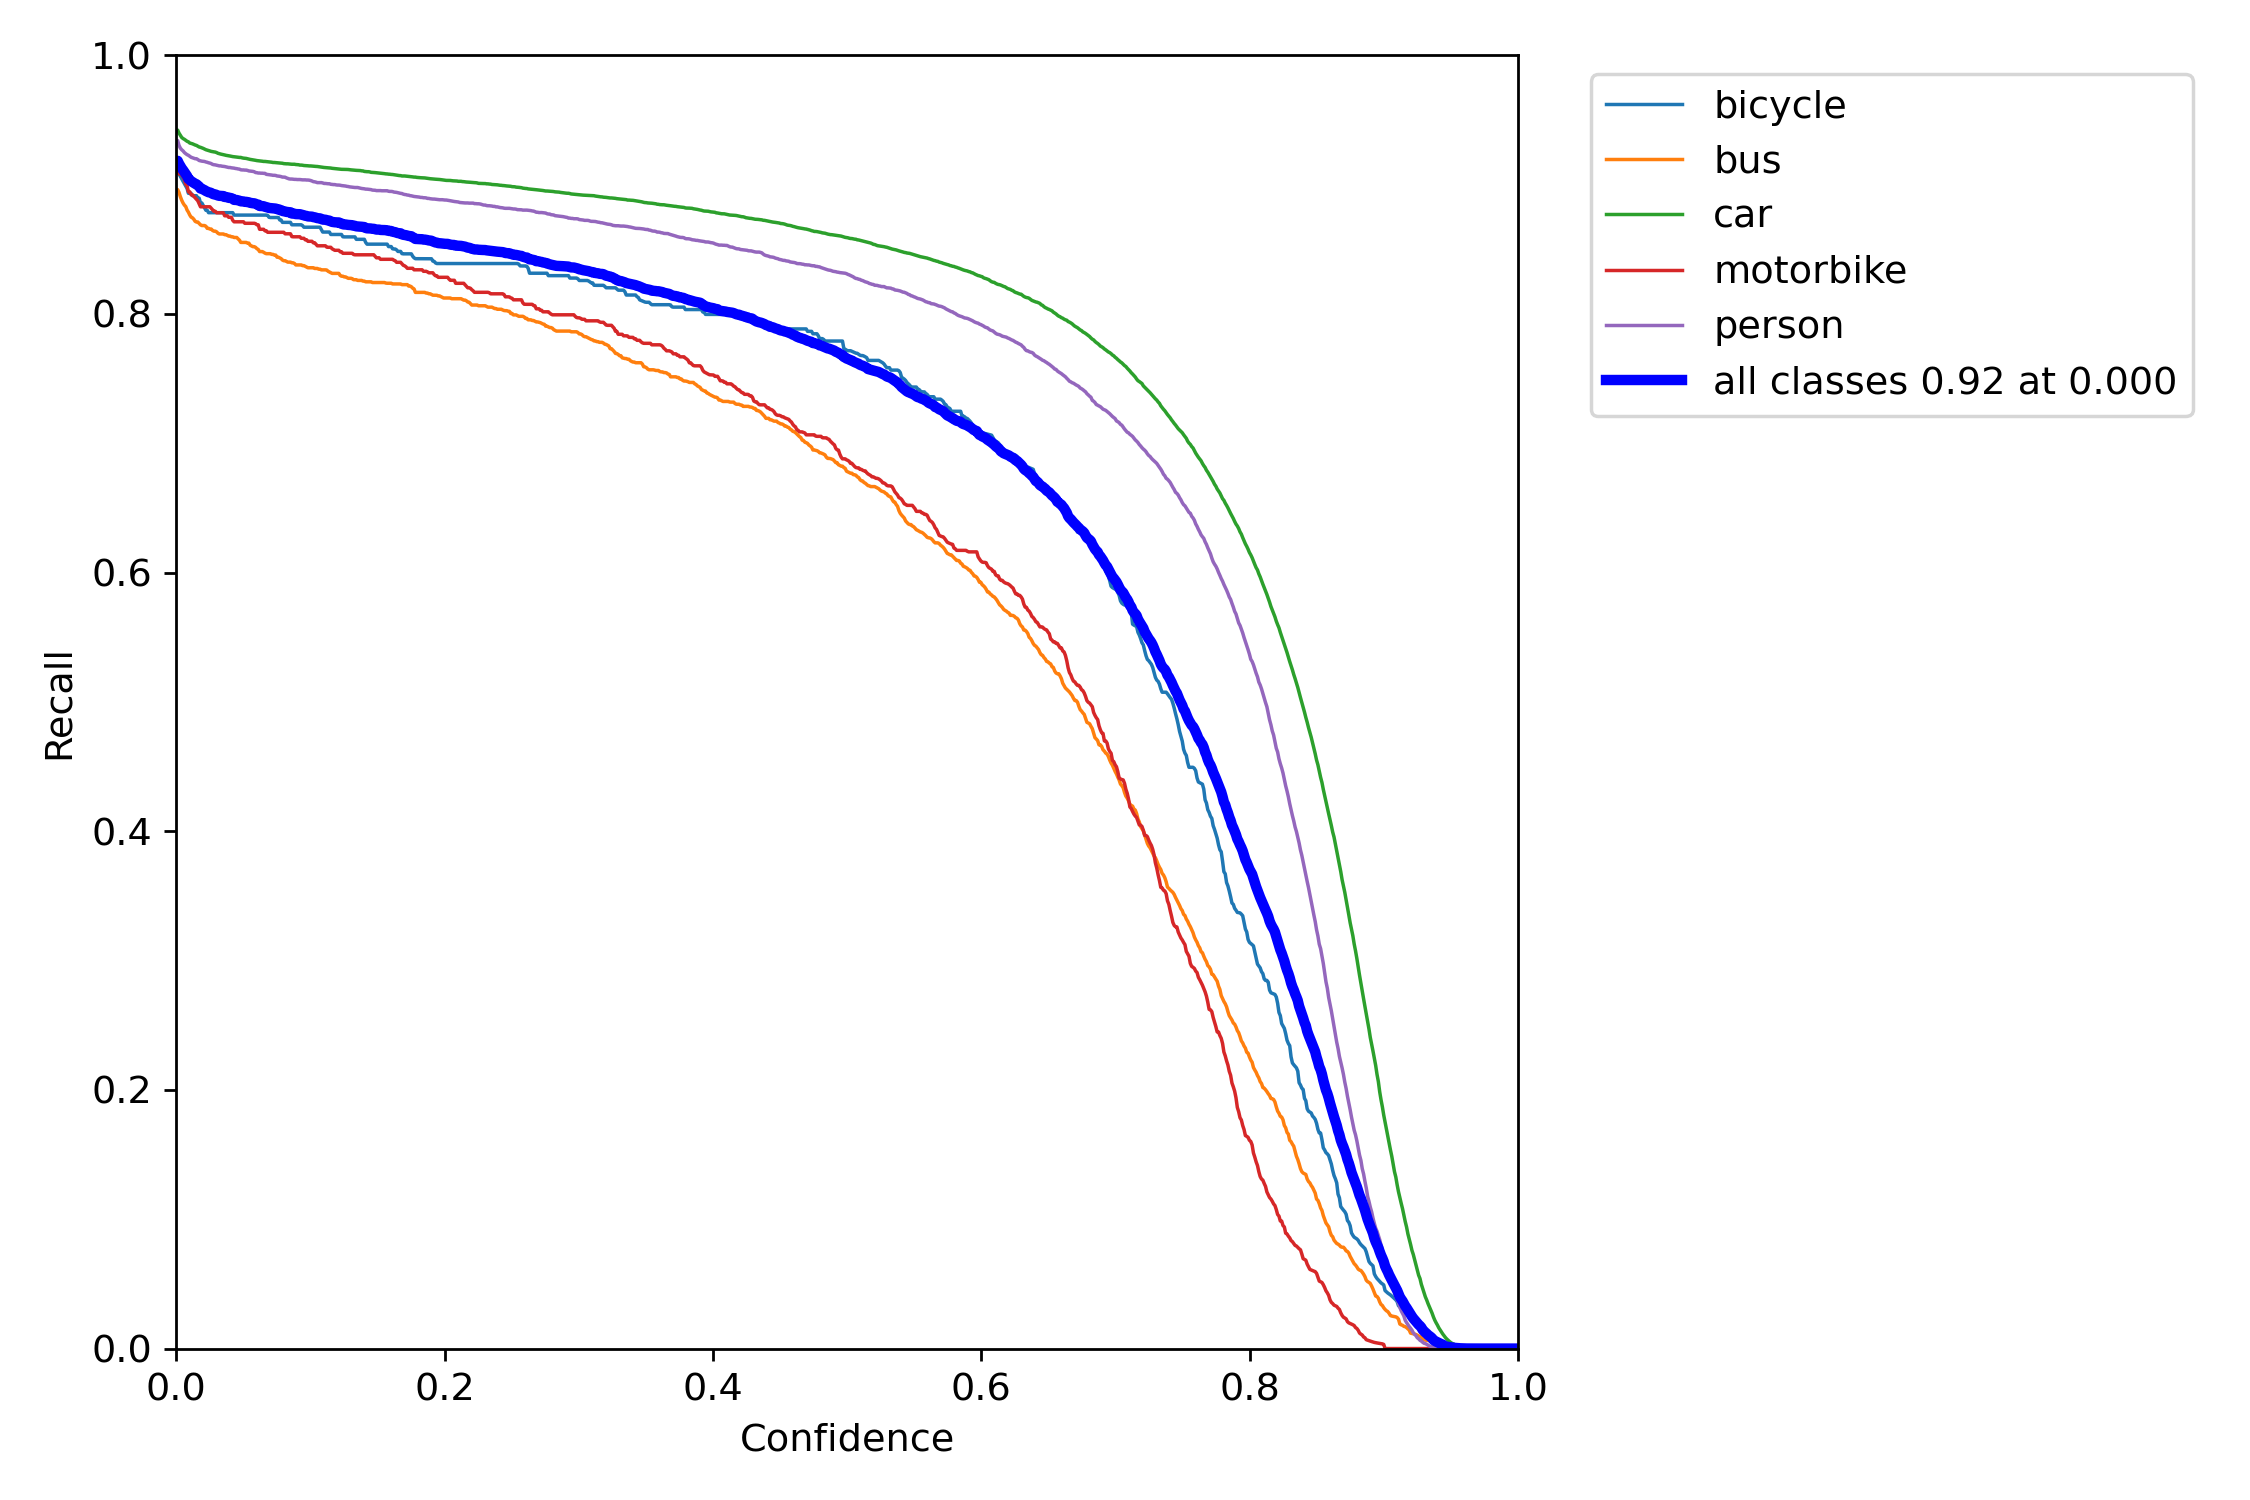 1.0
0.8
0.6
0.4
0.2
0.0
Recall
0.0 0.2 0.4 0.6 0.8 1.0
Confidence
bicycle
bus
car
motorbike
person
all classes 0.92 at 0.000